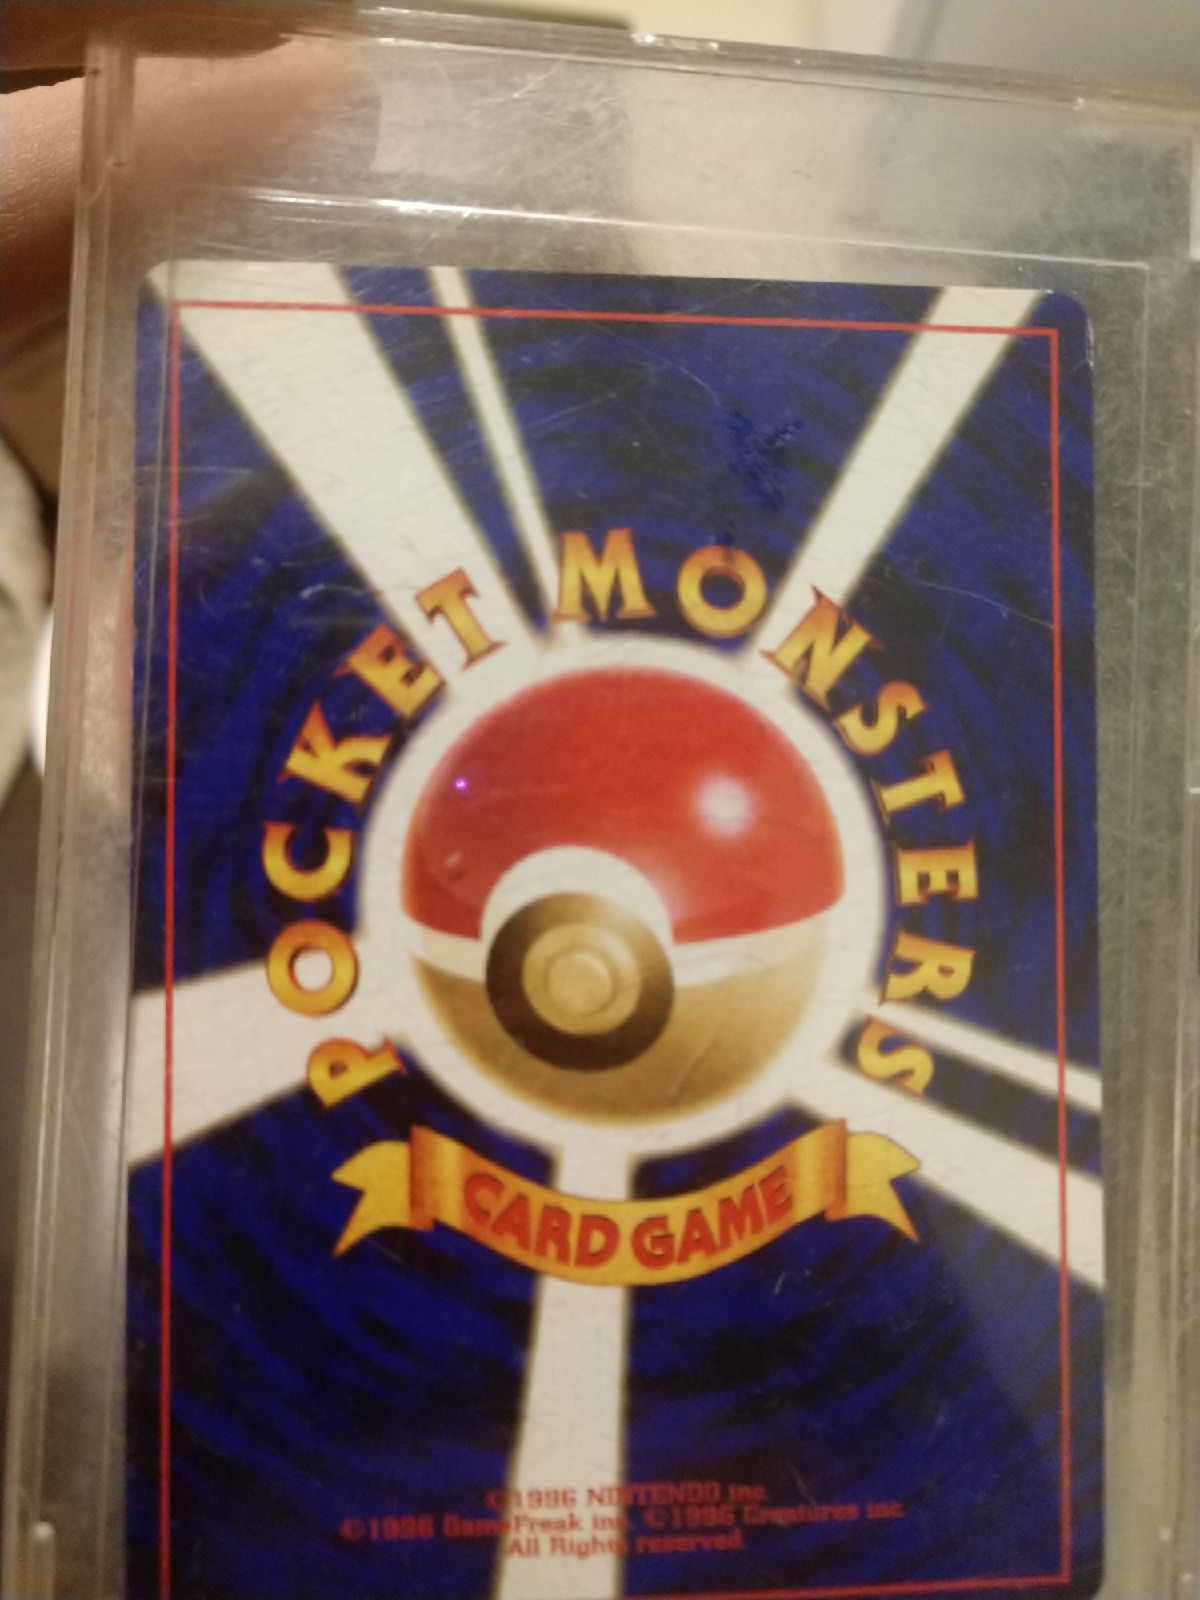 POCKET MONSTERS
CARD GAME
©1996 NINTENDO inc.
©1996 GameFreak inc. ©1996 Creatures inc.
All Rights reserved.